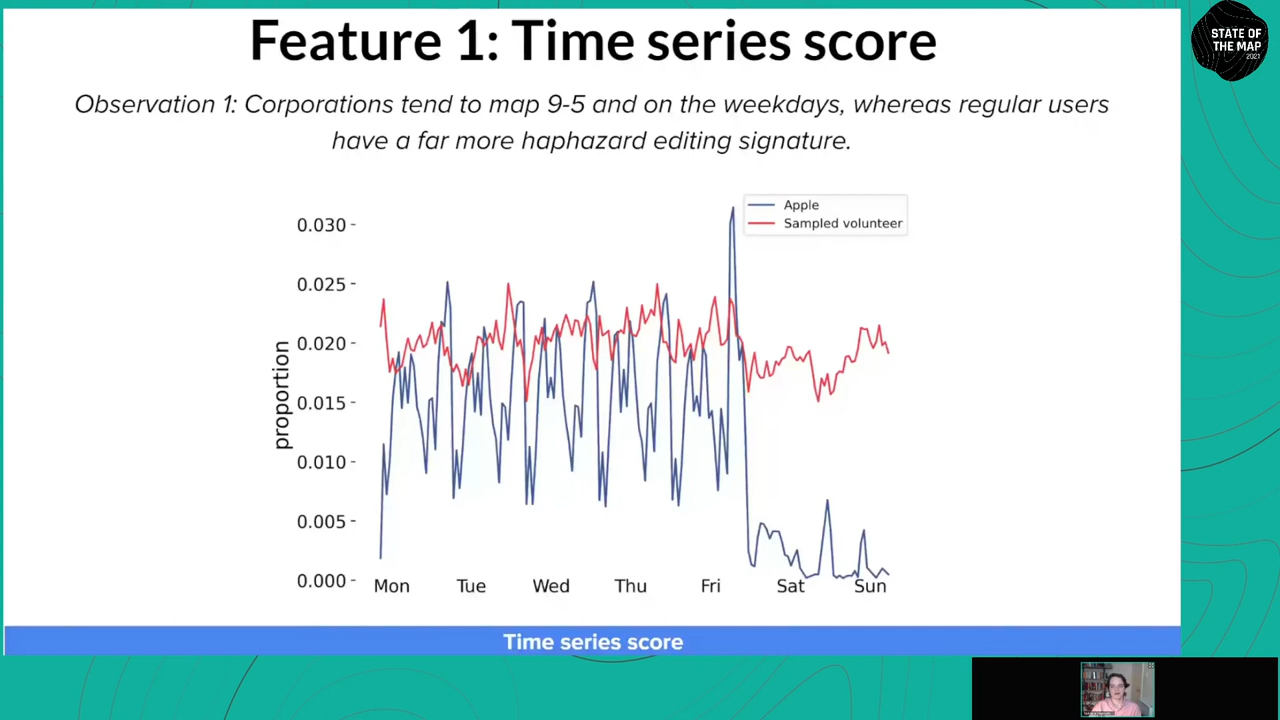 Feature 1: Time series score
STATE OF
THE MAP
2021
Observation 1: Corporations tend to map 9-5 and on the weekdays, whereas regular users
have a far more haphazard editing signature.
Apple
Sampled volunteer
proportion
0.030
0.025
0.020
0.015
0.010
0.005
0.000
Mon Tue Wed Thu Fri Sat Sun
Time series score